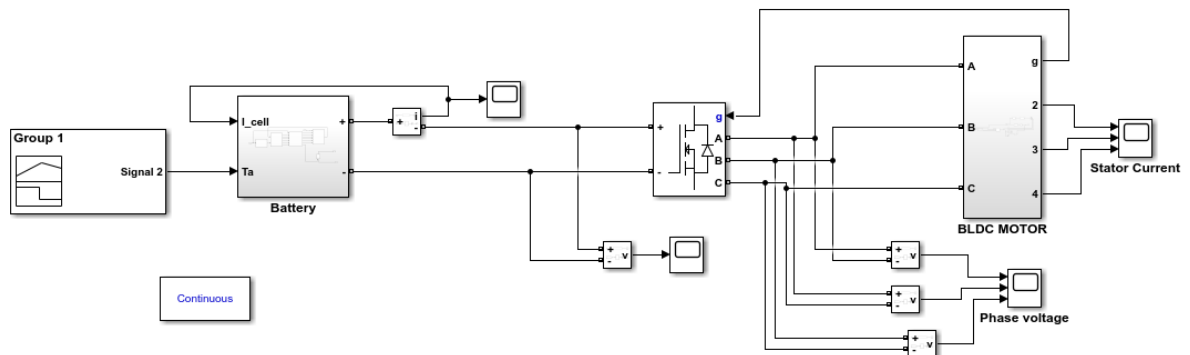 Group 1
Signal 2
I_cell
Ta
+
-
Battery
+
i
-
Continuous
+
-
v
+
-
g
A
B
C
A
B
C
g
2
3
4
BLDC MOTOR
Stator Current
+
-
v
+
-
v
+
-
v
Phase voltage